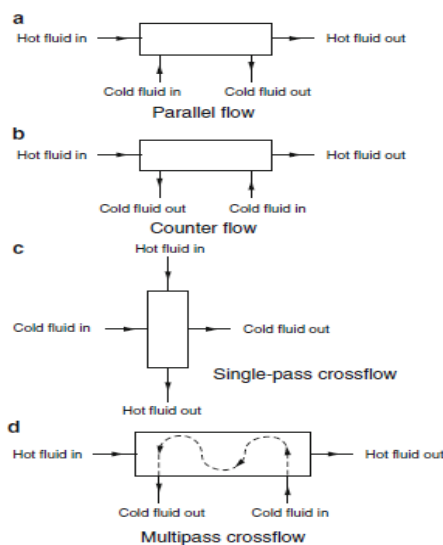 a
Hot fluid in Hot fluid out
Cold fluid in Cold fluid out
Parallel flow
b
Hot fluid in Hot fluid out
Cold fluid out Cold fluid in
Counter flow
c
Hot fluid in
Cold fluid in Cold fluid out
Single-pass crossflow
Hot fluid out
d
Hot fluid in Hot fluid out
Cold fluid out Cold fluid in
Multipass crossflow